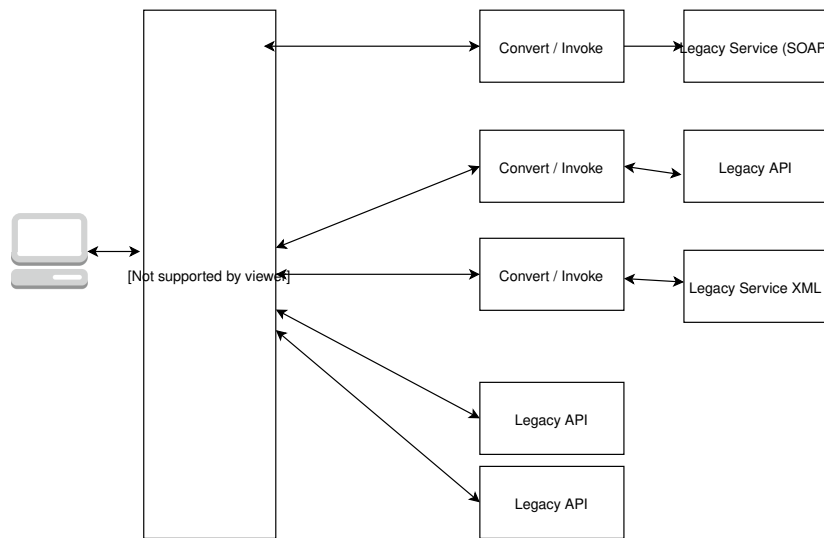 Convert / Invoke
Legacy Service (SOAP
Convert / Invoke
Legacy API
[Not supported by viewer]
Convert / Invoke
Legacy Service XML
Legacy API
Legacy API